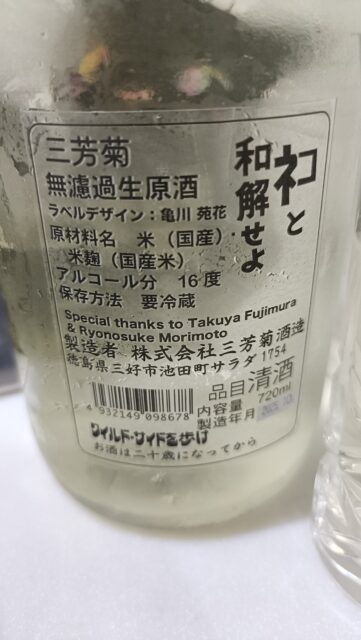 ネコと
和解せよ
三芳菊
無濾過生原酒
ラベルデザイン：亀川 菀花
原材料名　米（国産）・
米麹（国産米）
アルコール分　16度
保存方法　要冷蔵
Special thanks to Takuya Fujimura
& Ryonosuke Morimoto
製造者 株式会社三芳菊酒造
徳島県三好市池田町サラダ1754
4 932149 098678
品目 清酒
内容量 720ml
製造年月 2025.10
ワイルド・サイドを歩け
お酒は二十歳になってから